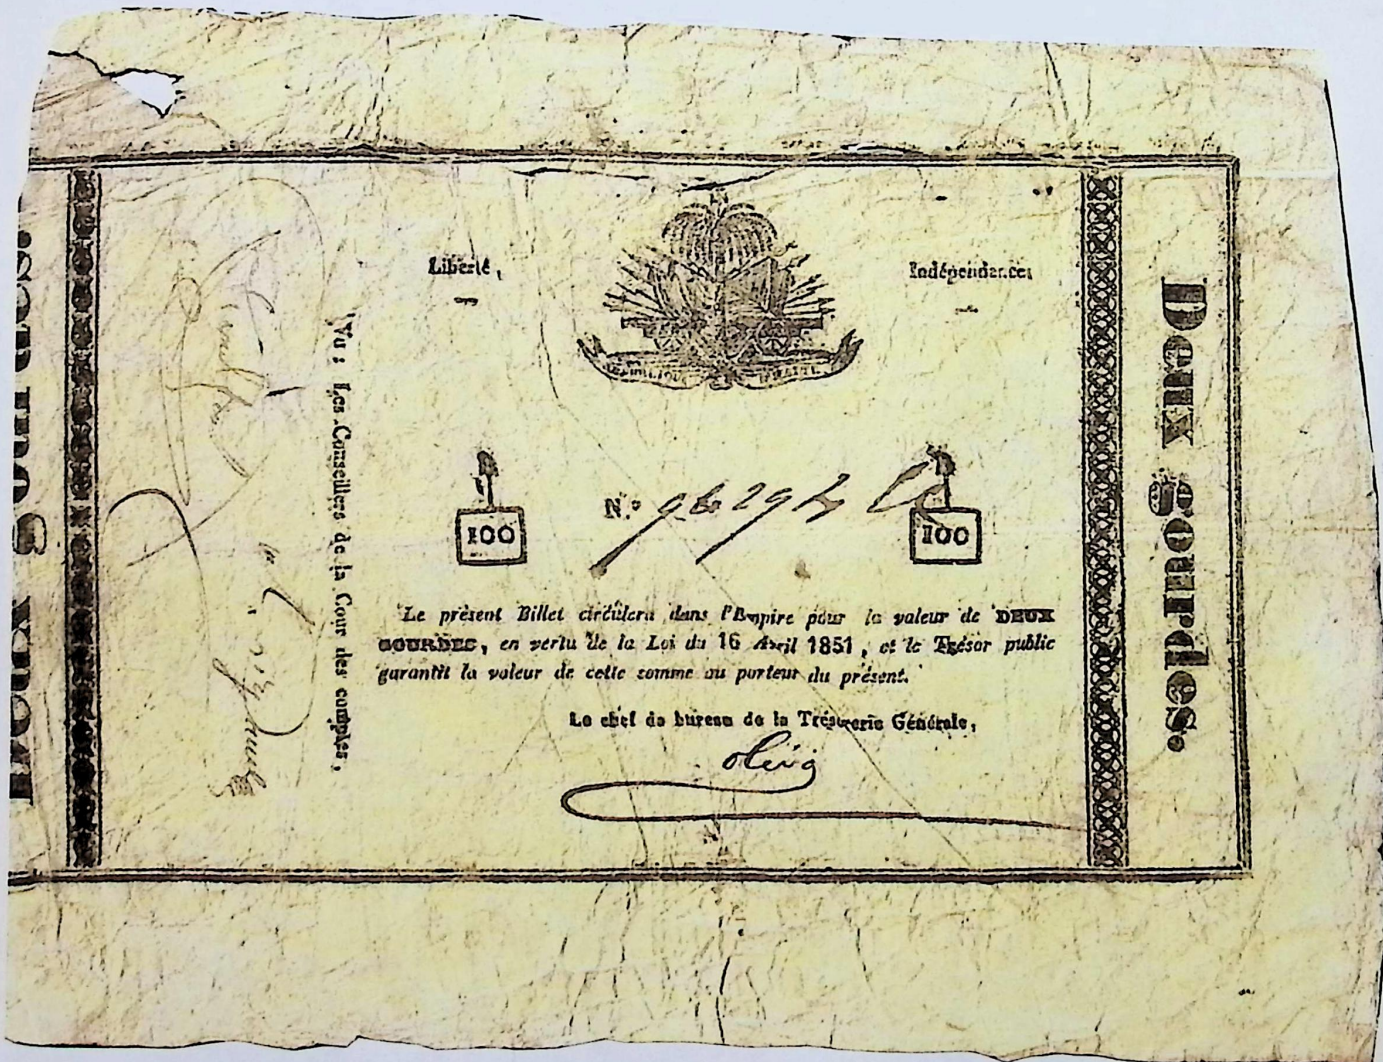 Liberté,
Indépendance,
Deux gourdes.
Deux gourdes.
Vu : Les Conseillers de la Cour des comptes,
100
N.º
100
Le présent Billet circulera dans l'Empire pour la valeur de DEUX
GOURDES, en vertu de la Loi du 16 Avril 1851, et le Trésor public
garantit la valeur de cette somme au porteur du présent.
Le chef de bureau de la Trésorerie Générale,